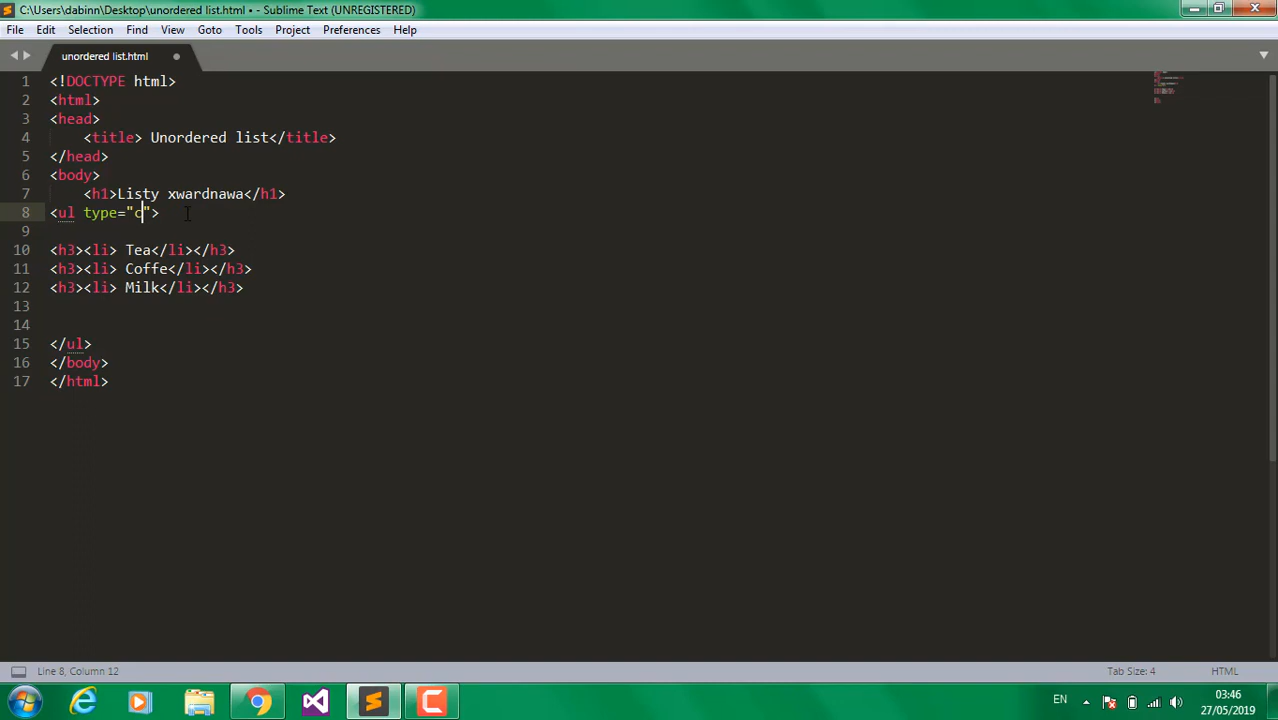 C:\Users\dabinn\Desktop\unordered list.html • - Sublime Text (UNREGISTERED)
File Edit Selection Find View Goto Tools Project Preferences Help
unordered list.html
1 <!DOCTYPE html>
2 <html>
3 <head>
4 <title> Unordered list</title>
5 </head>
6 <body>
7 <h1>Listy xwardnawa</h1>
8 <ul type="c">
9
10 <h3><li> Tea</li></h3>
11 <h3><li> Coffe</li></h3>
12 <h3><li> Milk</li></h3>
13
14
15 </ul>
16 </body>
17 </html>
Line 8, Column 12
Tab Size: 4
HTML
EN
03:46
27/05/2019